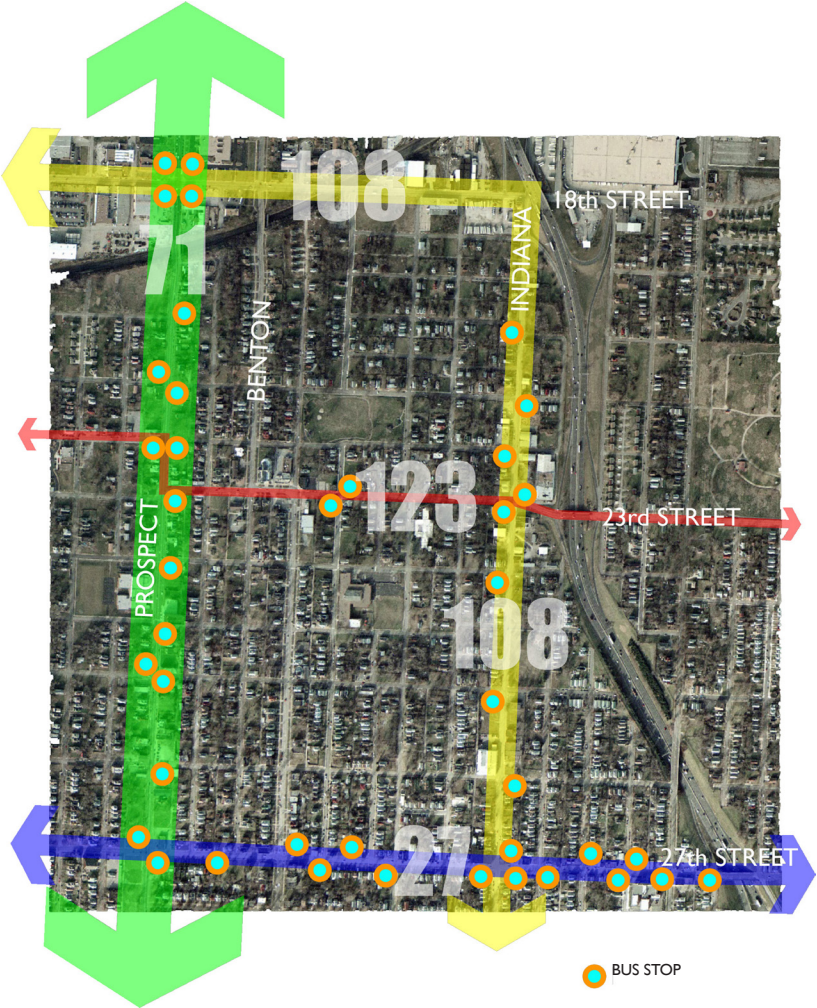 108
18th STREET
71
INDIANA
BENTON
123
23rd STREET
PROSPECT
108
27
27th STREET
BUS STOP